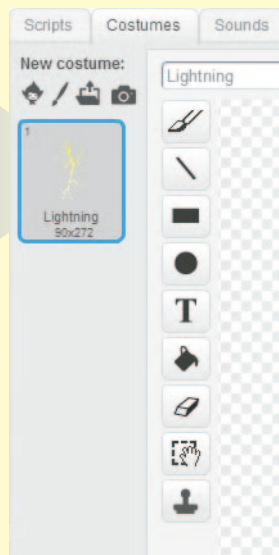 Scripts Costumes Sounds
New costume:
Lightning
1
Lightning
90x272
T